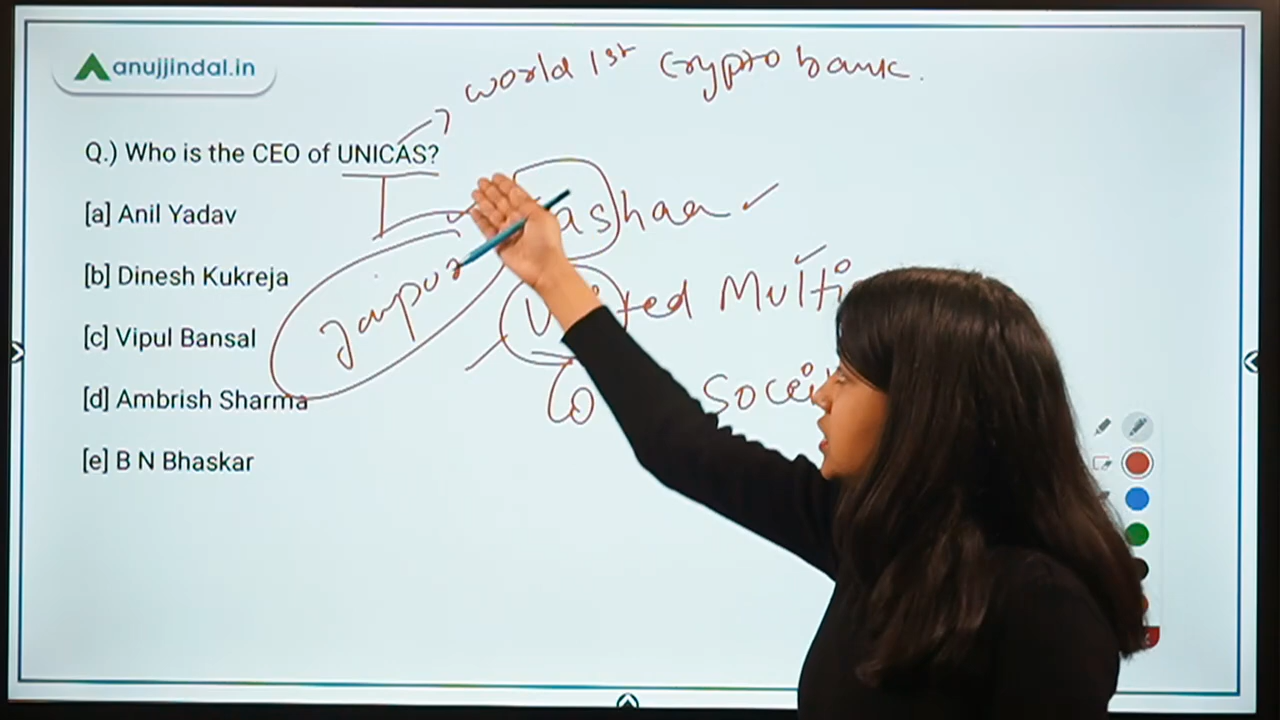 anujjindal.in
world 1st Crypto bank.
Q.) Who is the CEO of UNICAS?
[a] Anil Yadav
[b] Dinesh Kukreja
[c] Vipul Bansal
[d] Ambrish Sharma
[e] B N Bhaskar
Jaipur
Multi